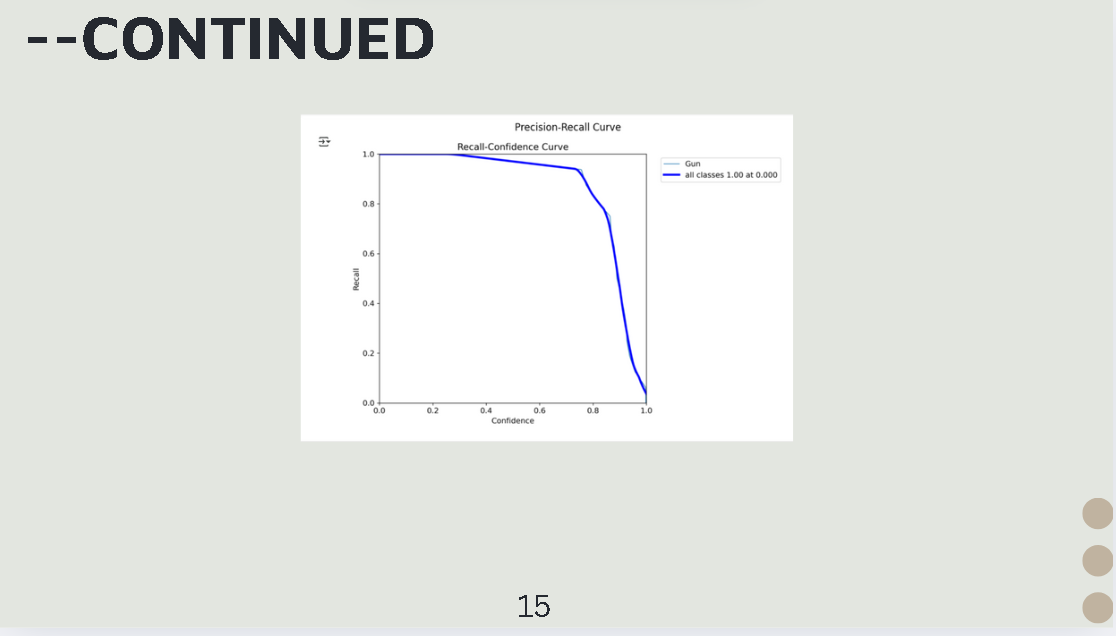 --CONTINUED
Precision-Recall Curve
Recall-Confidence Curve
1.0
0.8
0.6
0.4
0.2
0.0
Recall
0.0 0.2 0.4 0.6 0.8 1.0
Confidence
Gun
all classes 1.00 at 0.000
15